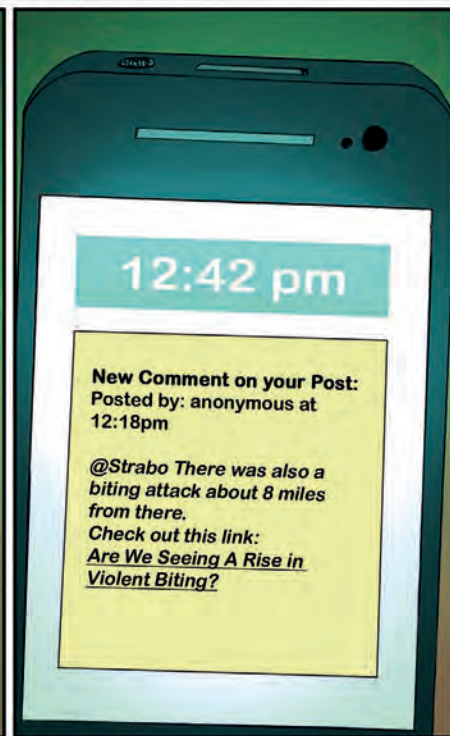 12:42 pm
New Comment on your Post:
Posted by: anonymous at
12:18pm
@Strabo There was also a
biting attack about 8 miles
from there.
Check out this link:
Are We Seeing A Rise in
Violent Biting?